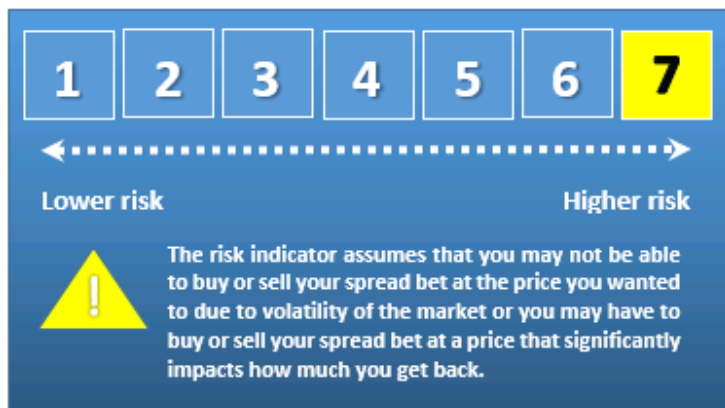 1 2 3 4 5 6 7
Lower risk Higher risk
!
The risk indicator assumes that you may not be able
to buy or sell your spread bet at the price you wanted
to due to volatility of the market or you may have to
buy or sell your spread bet at a price that significantly
impacts how much you get back.